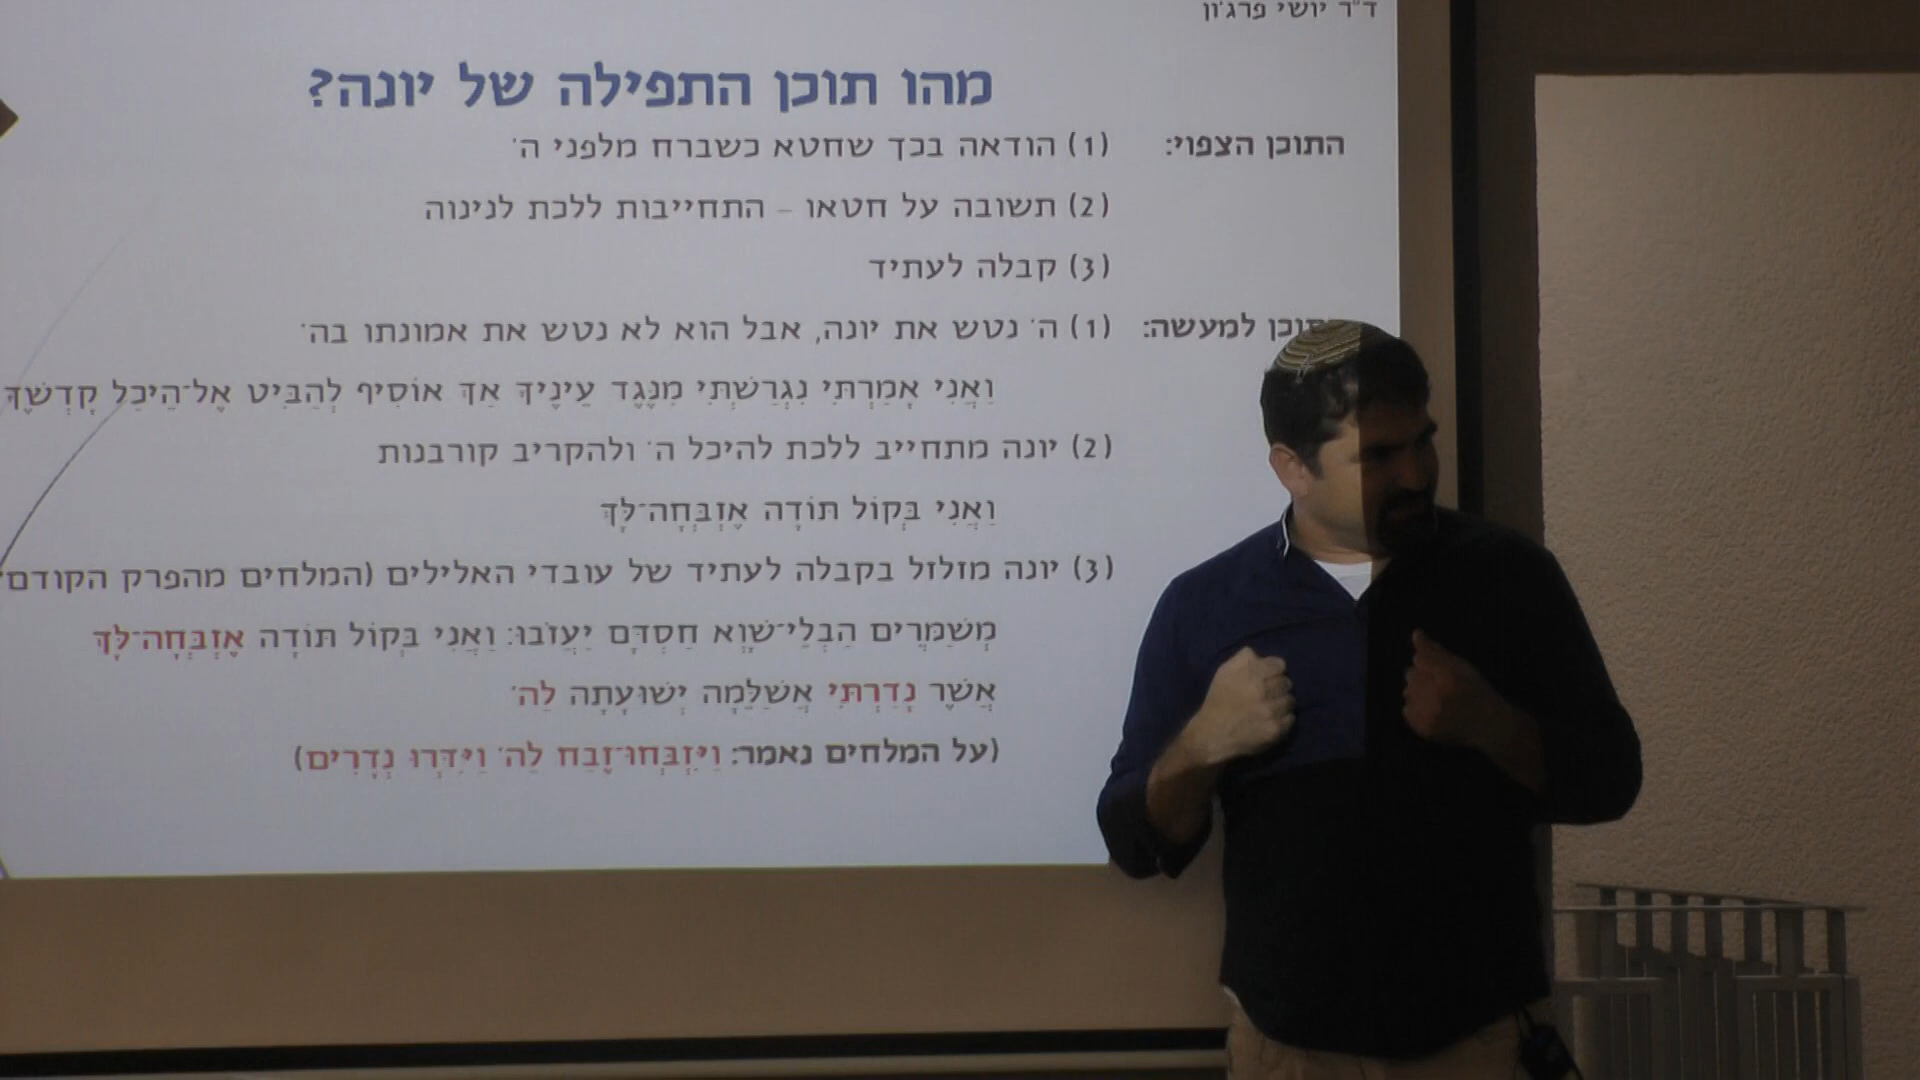 ד"ר יושי פרג'ון
מהו תוכן התפילה של יונה?
התוכן הצפוי: (1) הודאה בכך שחטא כשברח מלפני ה'
(2) תשובה על חטאו – התחייבות ללכת לנינוה
(3) קבלה לעתיד
למעשה: (1) ה' נטש את יונה, אבל הוא לא נטש את אמונתו בה'
וַאֲנִי אָמַרְתִּי נִגְרַשְׁתִּי מִנֶּגֶד עֵינֶיךָ אַךְ אוֹסִיף לְהַבִּיט אֶל־הֵיכַל קָדְשֶׁךָ
(2) יונה מתחייב ללכת להיכל ה' ולהקריב קורבנות
וַאֲנִי בְּקוֹל תּוֹדָה אֶזְבְּחָה־לָּךְ
(3) יונה מזלזל בקבלה לעתיד של עובדי האלילים (המלחים מהפרק הקודם
מְשַׁמְּרִים הַבְלֵי־שָׁוְא חַסְדָּם יַעֲזֹבוּ: וַאֲנִי בְּקוֹל תּוֹדָה אֶזְבְּחָה־לָּךְ
אֲשֶׁר נָדַרְתִּי אֲשַׁלֵּמָה יְשׁוּעָתָה לַה'
(על המלחים נאמר: וַיִּזְבְּחוּ־זֶבַח לַה' וַיִּדְּרוּ נְדָרִים)